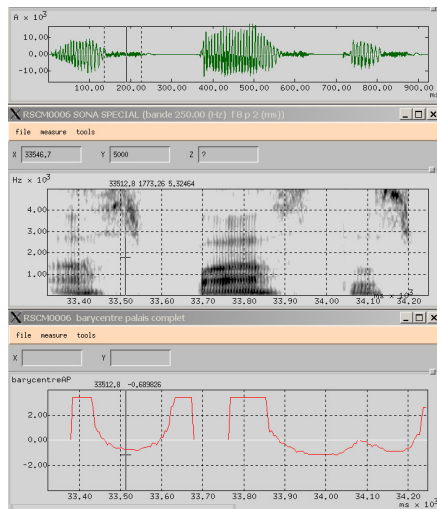 A × 10³
10.00
0.00
-10.00
100.00 200.00 300.00 400.00 500.00 600.00 700.00 800.00 900.00
ms
RSCM0006 SONA SPECIAL (bande 250.00 (Hz) f 8 p 2 (ms))
file measure tools
X 33546,7 Y 5000 Z ?
Hz × 10³ 33512,8 1773,26 5,32464
4.00
3.00
2.00
1.00
33.40 33.50 33.60 33.70 33.80 33.90 34.00 34.10 34.20
ms × 10³
RSCM0006 barycentre palais complet
file measure tools
X Y
barycentreAP 33512,8 -0.689826
2.00
0.00
-2.00
33.40 33.50 33.60 33.70 33.80 33.90 34.00 34.10 34.20
ms × 10³